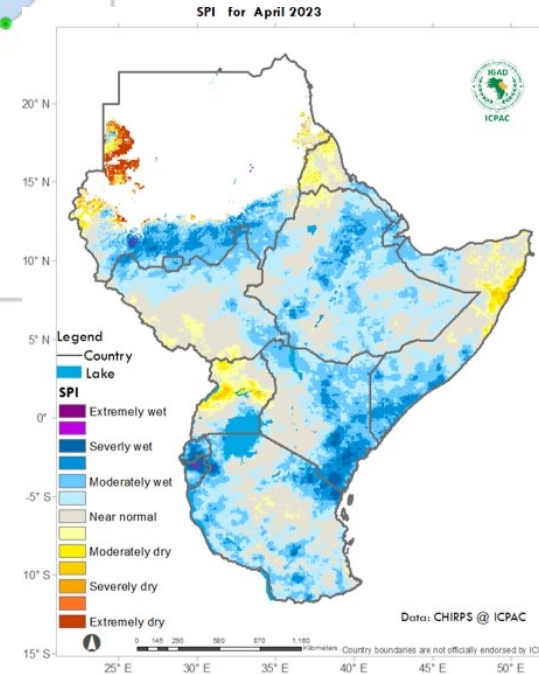 SPI for April 2023
IGAD
ICPAC
20° N
15° N
10° N
5° N
0°
-5° S
10° S
15° S
Legend
Country
Lake
SPI
Extremely wet
Severly wet
Moderately wet
Near normal
Moderately dry
Severely dry
Extremely dry
Data: CHIRPS @ ICPAC
0 145 290 580 870 1,160
Kilometers
Country boundaries are not officially endorsed by IC
25° E 30° E 35° E 40° E 45° E 50° E